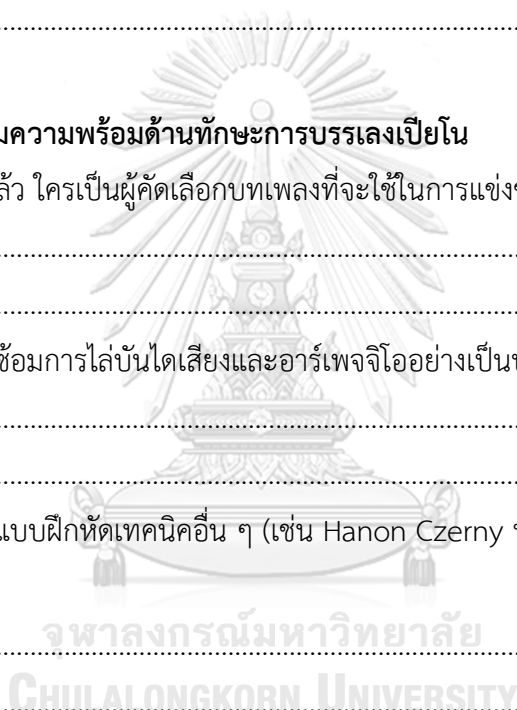 ................................................................................
มความพร้อมด้านทักษะการบรรเลงเปียโน
ล้ว ใครเป็นผู้คัดเลือกบทเพลงที่จะใช้ในการแข่งข
................................................................................
................................................................................
ซ้อมการไล่บันไดเสียงและอาร์เพจจิโออย่างเป็น
................................................................................
................................................................................
แบบฝึกหัดเทคนิคอื่น ๆ (เช่น Hanon Czerny
จุฬาลงกรณ์มหาวิทยาลัย
................................................................................
CHULALONGKORN UNIVERSITY
................................................................................